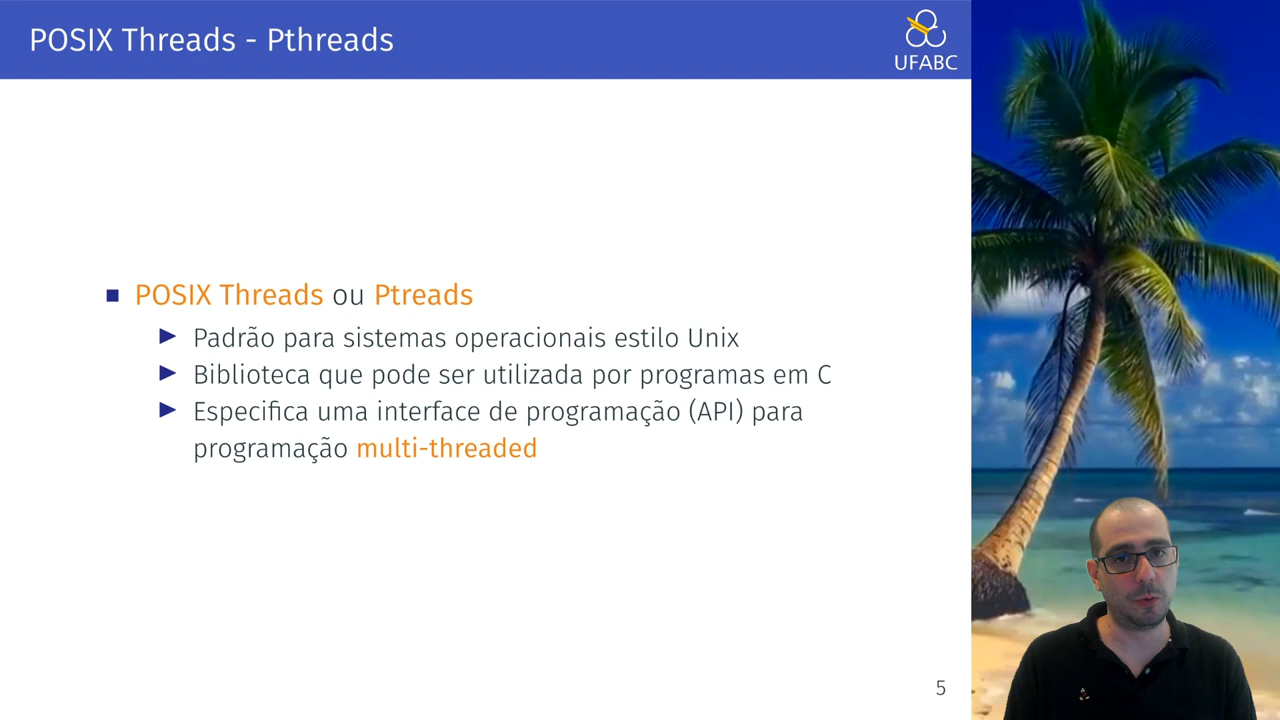 POSIX Threads - Pthreads
UFABC
POSIX Threads ou Ptreads
Padrão para sistemas operacionais estilo Unix
Biblioteca que pode ser utilizada por programas em C
Especifica uma interface de programação (API) para
programação multi-threaded
5